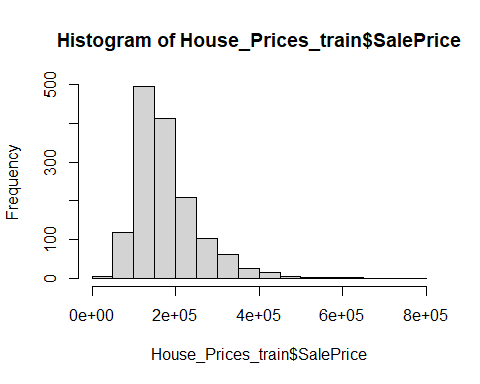 Histogram of House_Prices_train$SalePrice
Frequency
500
300
100
0
0e+00 2e+05 4e+05 6e+05 8e+05
House_Prices_train$SalePrice